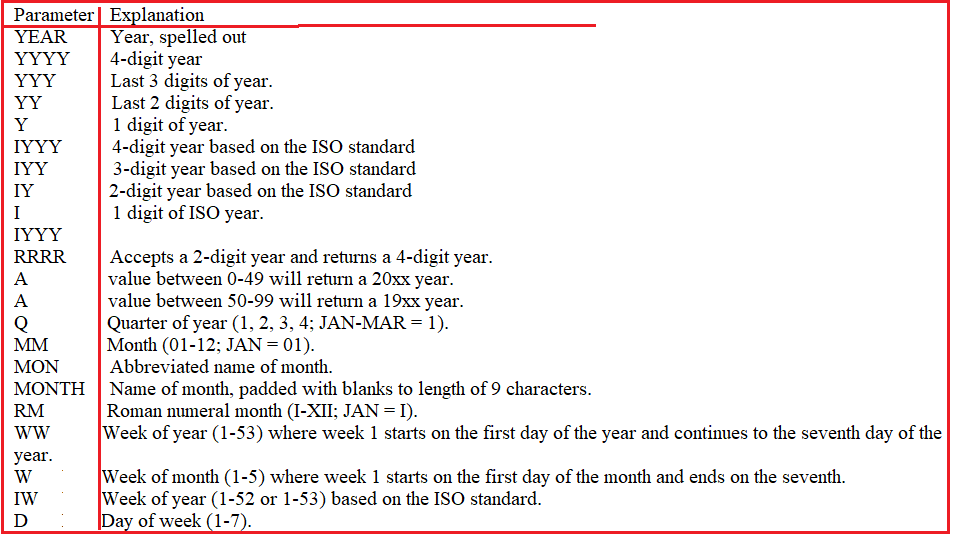 Parameter Explanation
YEAR Year, spelled out
YYYY 4-digit year
YYY Last 3 digits of year.
YY Last 2 digits of year.
Y 1 digit of year.
IYYY 4-digit year based on the ISO standard
IYY 3-digit year based on the ISO standard
IY 2-digit year based on the ISO standard
I 1 digit of ISO year.
IYYY
RRRR Accepts a 2-digit year and returns a 4-digit year.
A value between 0-49 will return a 20xx year.
A value between 50-99 will return a 19xx year.
Q Quarter of year (1, 2, 3, 4; JAN-MAR = 1).
MM Month (01-12; JAN = 01).
MON Abbreviated name of month.
MONTH Name of month, padded with blanks to length of 9 characters.
RM Roman numeral month (I-XII; JAN = I).
WW Week of year (1-53) where week 1 starts on the first day of the year and continues to the seventh day of the
year.
W Week of month (1-5) where week 1 starts on the first day of the month and ends on the seventh.
IW Week of year (1-52 or 1-53) based on the ISO standard.
D Day of week (1-7).